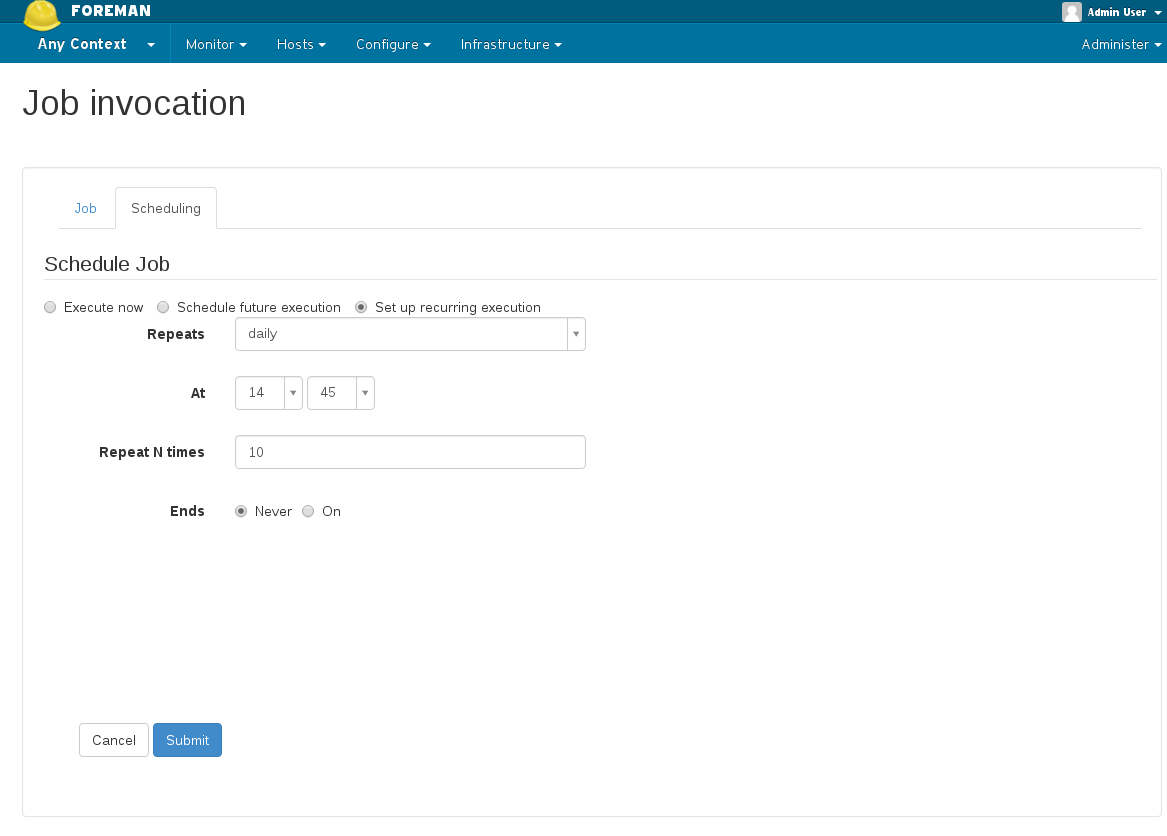 FOREMAN
Admin User
Any Context Monitor Hosts Configure Infrastructure Administer
Job invocation
Job Scheduling
Schedule Job
Execute now Schedule future execution Set up recurring execution
Repeats daily
At 14 45
Repeat N times 10
Ends Never On
Cancel Submit